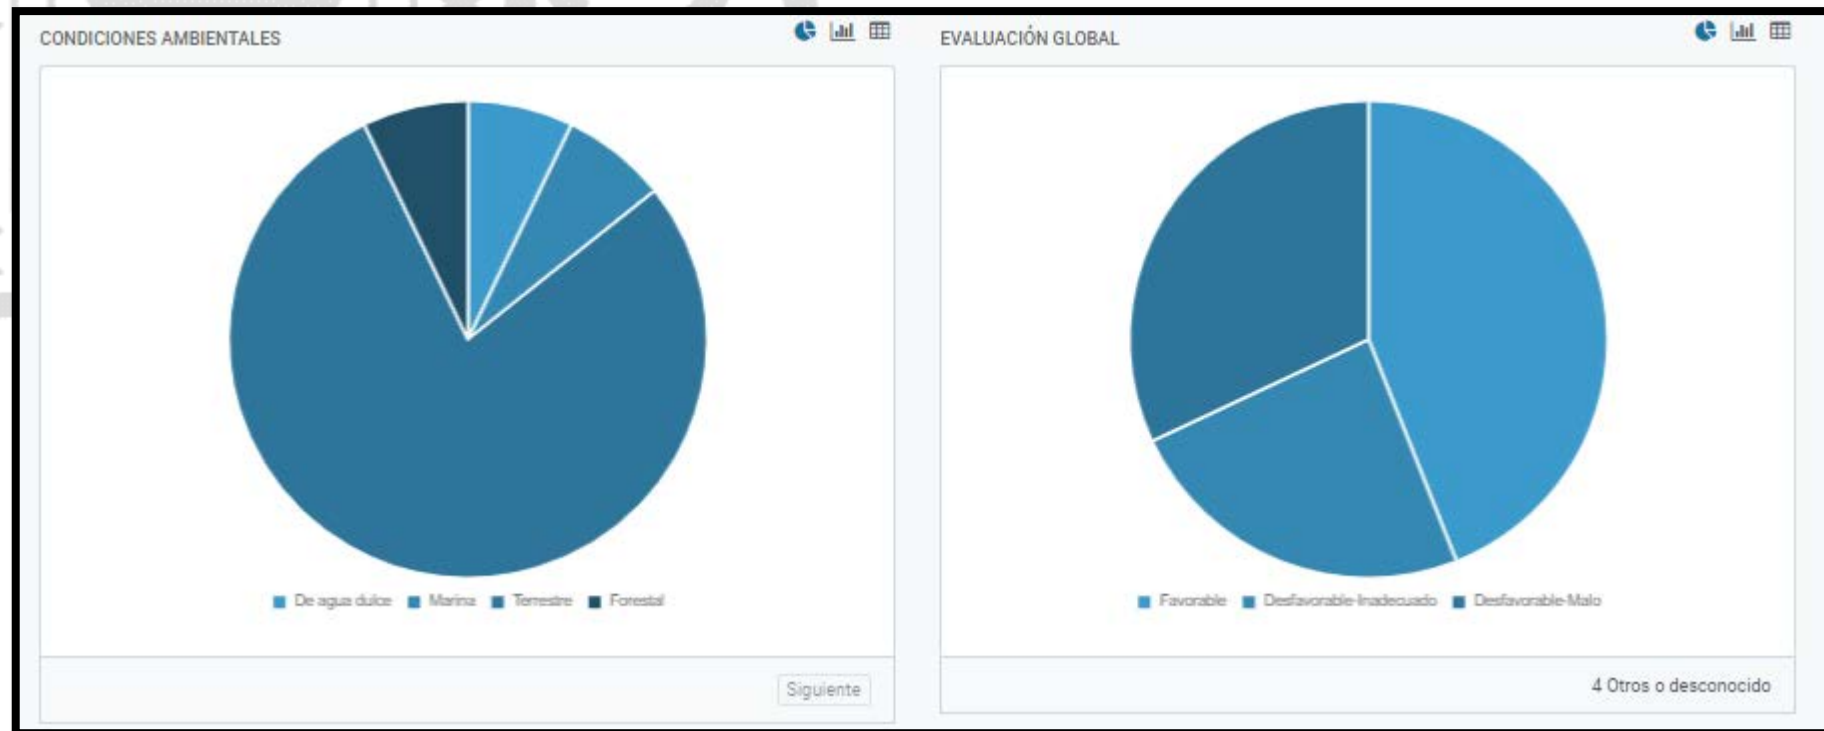 CONDICIONES AMBIENTALES
De agua dulce Marina Terrestre Forestal
Siguiente
EVALUACIÓN GLOBAL
Favorable Desfavorable-Inadecuado Desfavorable-Malo
4 Otros o desconocido